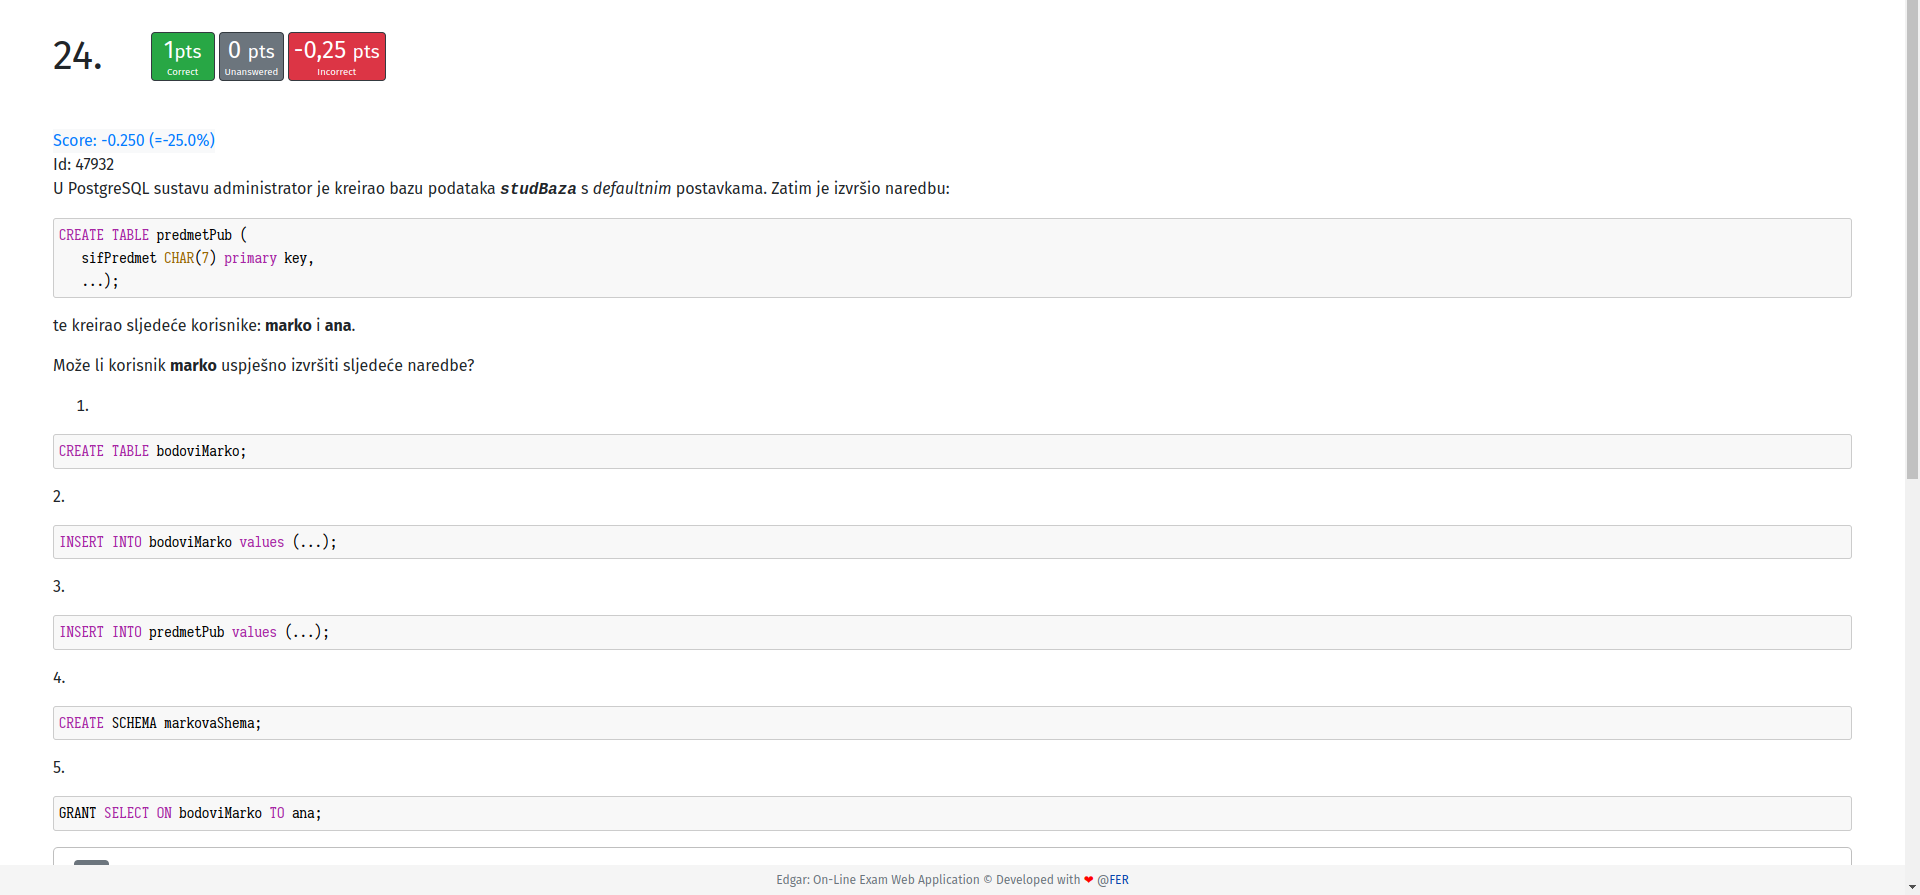 24.
1pts
Correct
0 pts
Unanswered
-0,25 pts
Incorrect
Score: -0.250 (=-25.0%)
Id: 47932
U PostgreSQL sustavu administrator je kreirao bazu podataka studBaza s defaultnim postavkama. Zatim je izvršio naredbu:
CREATE TABLE predmetPub (
sifPredmet CHAR(7) primary key,
...);
te kreirao sljedeće korisnike: marko i ana.
Može li korisnik marko uspješno izvršiti sljedeće naredbe?
1.
CREATE TABLE bodoviMarko;
2.
INSERT INTO bodoviMarko values (...);
3.
INSERT INTO predmetPub values (...);
4.
CREATE SCHEMA markovaShema;
5.
GRANT SELECT ON bodoviMarko TO ana;
Edgar: On-Line Exam Web Application © Developed with ❤ @FER